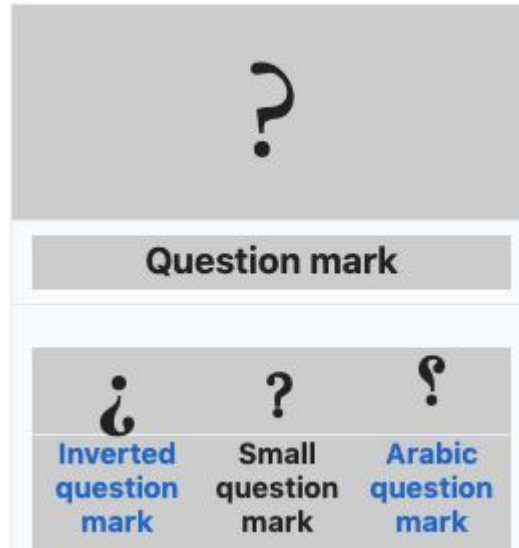 ?
Question mark
¿ ? ؟
Inverted question mark
Small question mark
Arabic question mark